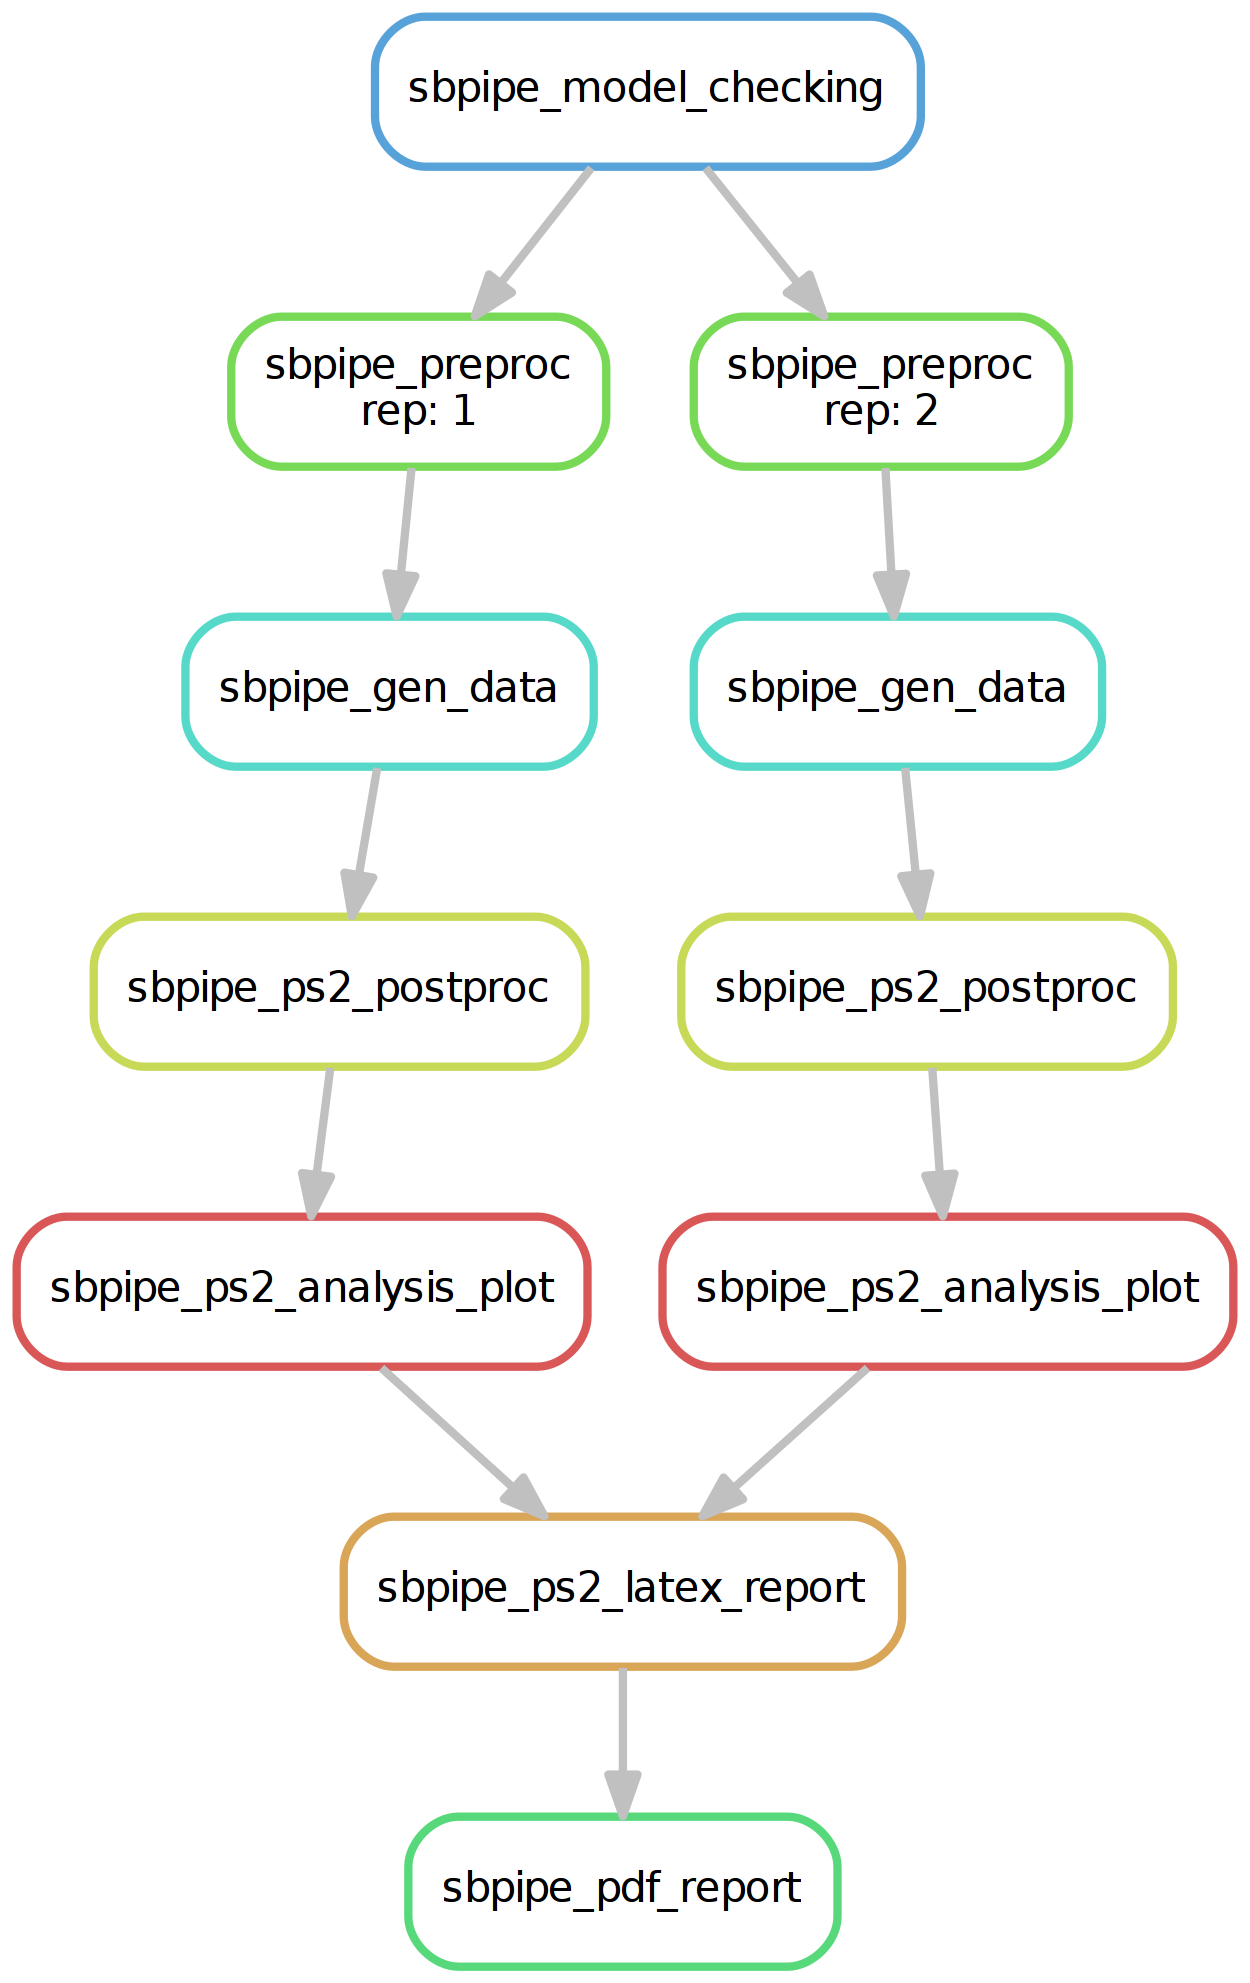 sbpipe_model_checking
sbpipe_preproc
rep: 1
sbpipe_preproc
rep: 2
sbpipe_gen_data
sbpipe_gen_data
sbpipe_ps2_postproc
sbpipe_ps2_postproc
sbpipe_ps2_analysis_plot
sbpipe_ps2_analysis_plot
sbpipe_ps2_latex_report
sbpipe_pdf_report